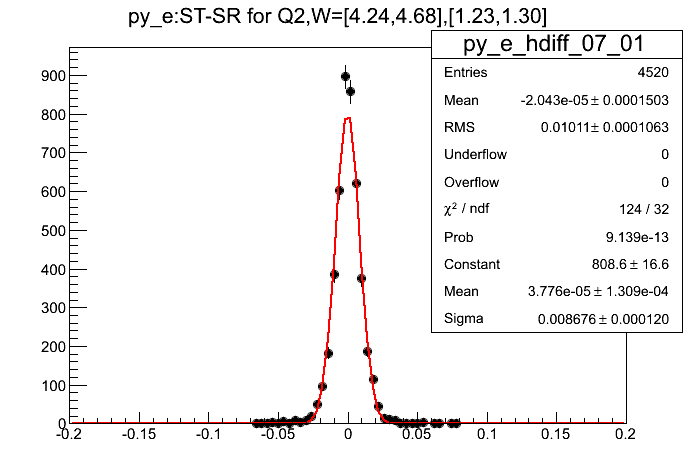 py_e:ST-SR for Q2,W=[4.24,4.68],[1.23,1.30]
py_e_hdiff_07_01
Entries 4520
Mean -2.043e-05± 0.0001503
RMS 0.01011± 0.0001063
Underflow 0
Overflow 0
χ² / ndf 124 / 32
Prob 9.139e-13
Constant 808.6 ± 16.6
Mean 3.776e-05 ± 1.309e-04
Sigma 0.008676 ± 0.000120
900
800
700
600
500
400
300
200
100
0
-0.2 -0.15 -0.1 -0.05 0 0.05 0.1 0.15 0.2